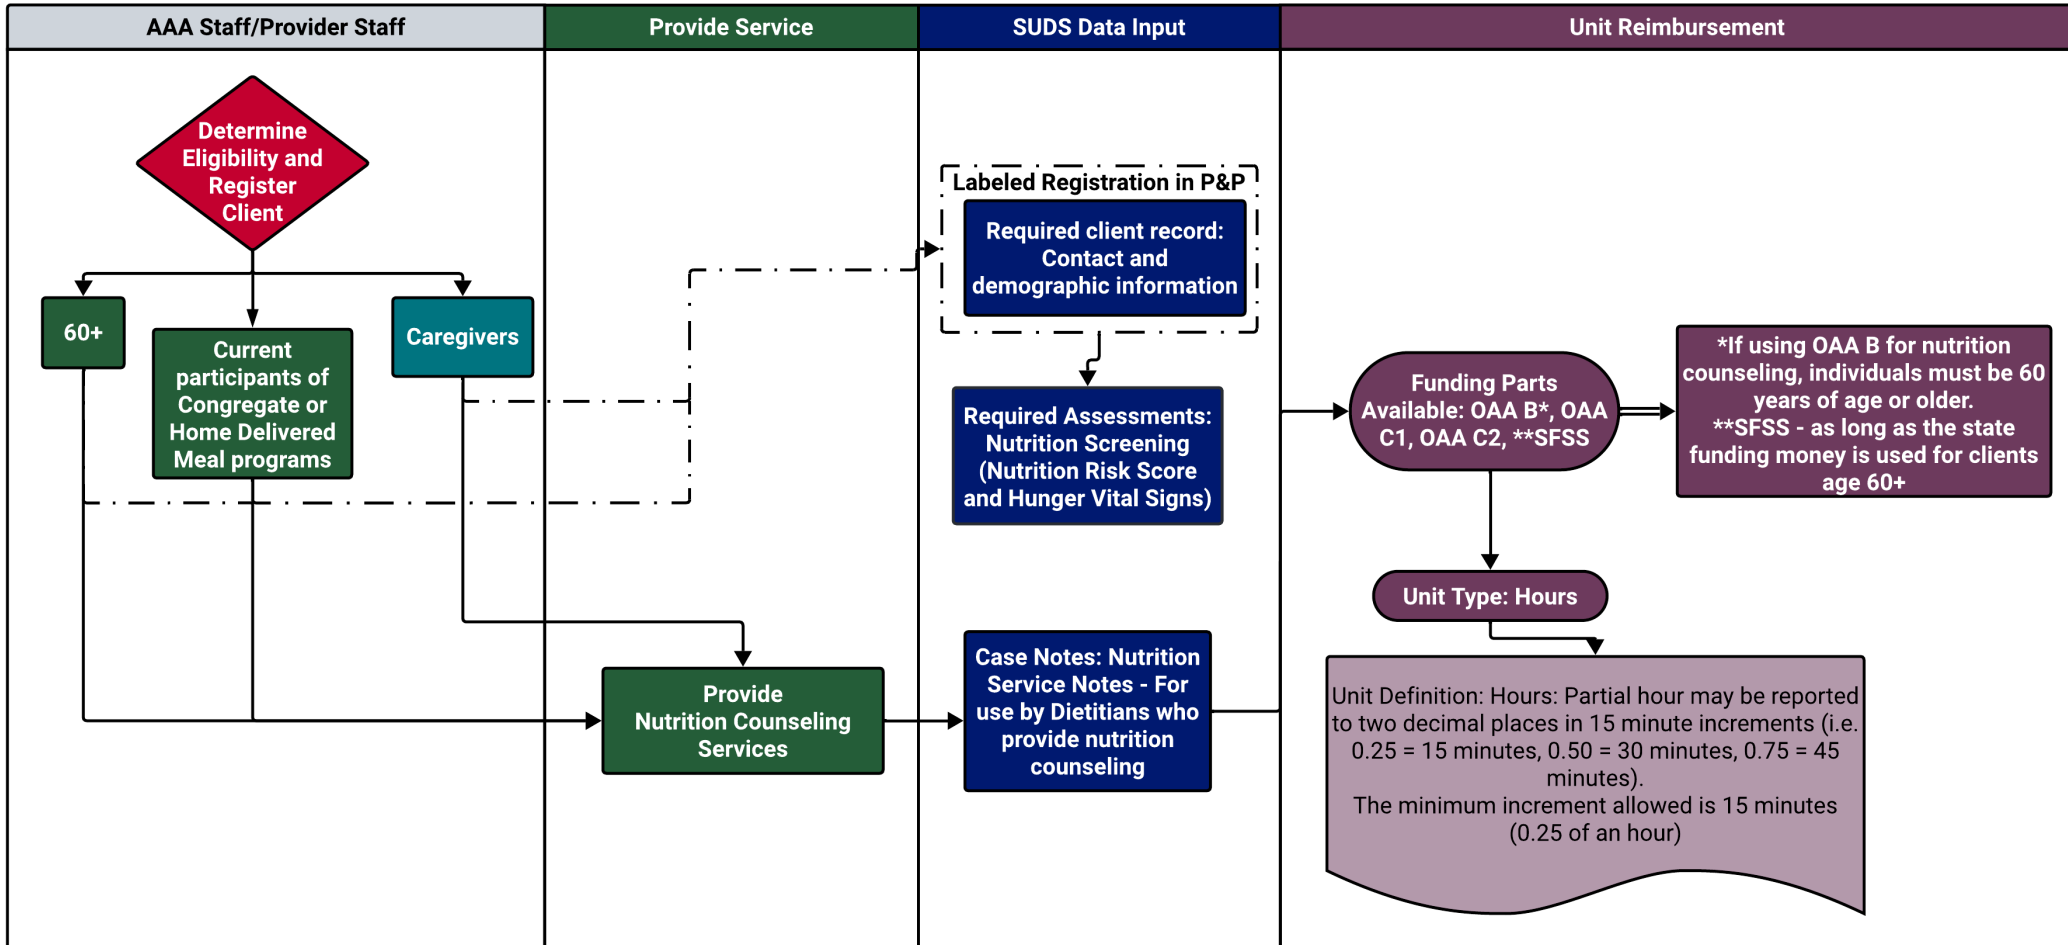 AAA Staff/Provider Staff
Provide Service
SUDS Data Input
Unit Reimbursement
Determine
Eligibility and
Register
Client
60+
Current
participants of
Congregate or
Home Delivered
Meal programs
Caregivers
Provide
Nutrition Counseling
Services
Labeled Registration in P&P
Required client record:
Contact and
demographic information
Required Assessments:
Nutrition Screening
(Nutrition Risk Score
and Hunger Vital Signs)
Case Notes: Nutrition
Service Notes - For
use by Dietitians who
provide nutrition
counseling
Funding Parts
Available: OAA B*, OAA
C1, OAA C2, **SFSS
*If using OAA B for nutrition
counseling, individuals must be 60
years of age or older.
**SFSS - as long as the state
funding money is used for clients
age 60+
Unit Type: Hours
Unit Definition: Hours: Partial hour may be reported
to two decimal places in 15 minute increments (i.e.
0.25 = 15 minutes, 0.50 = 30 minutes, 0.75 = 45
minutes).
The minimum increment allowed is 15 minutes
(0.25 of an hour)